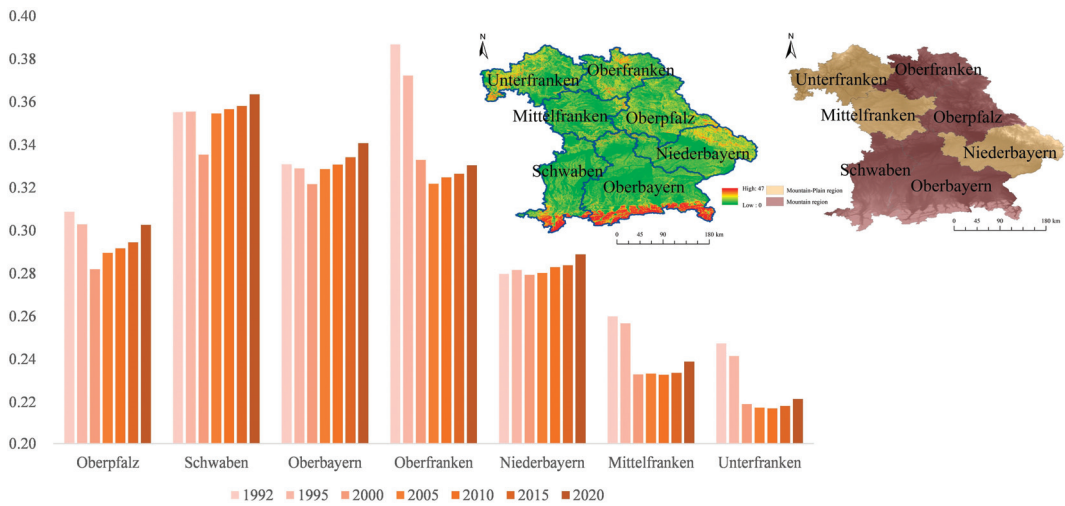 0.40
0.38
0.36
0.34
0.32
0.30
0.28
0.26
0.24
0.22
0.20
Oberpfalz Schwaben Oberbayern Oberfranken Niederbayern Mittelfranken Unterfranken
1992 1995 2000 2005 2010 2015 2020
N
Unterfranken
Oberfranken
Mittelfranken
Oberpfalz
Niederbayern
Schwaben
Oberbayern
High: 47
Low : 0
0 45 90 180 km
N
Unterfranken
Oberfranken
Mittelfranken
Oberpfalz
Niederbayern
Schwaben
Oberbayern
Mountain-Plain region
Mountain region
0 45 90 180 km